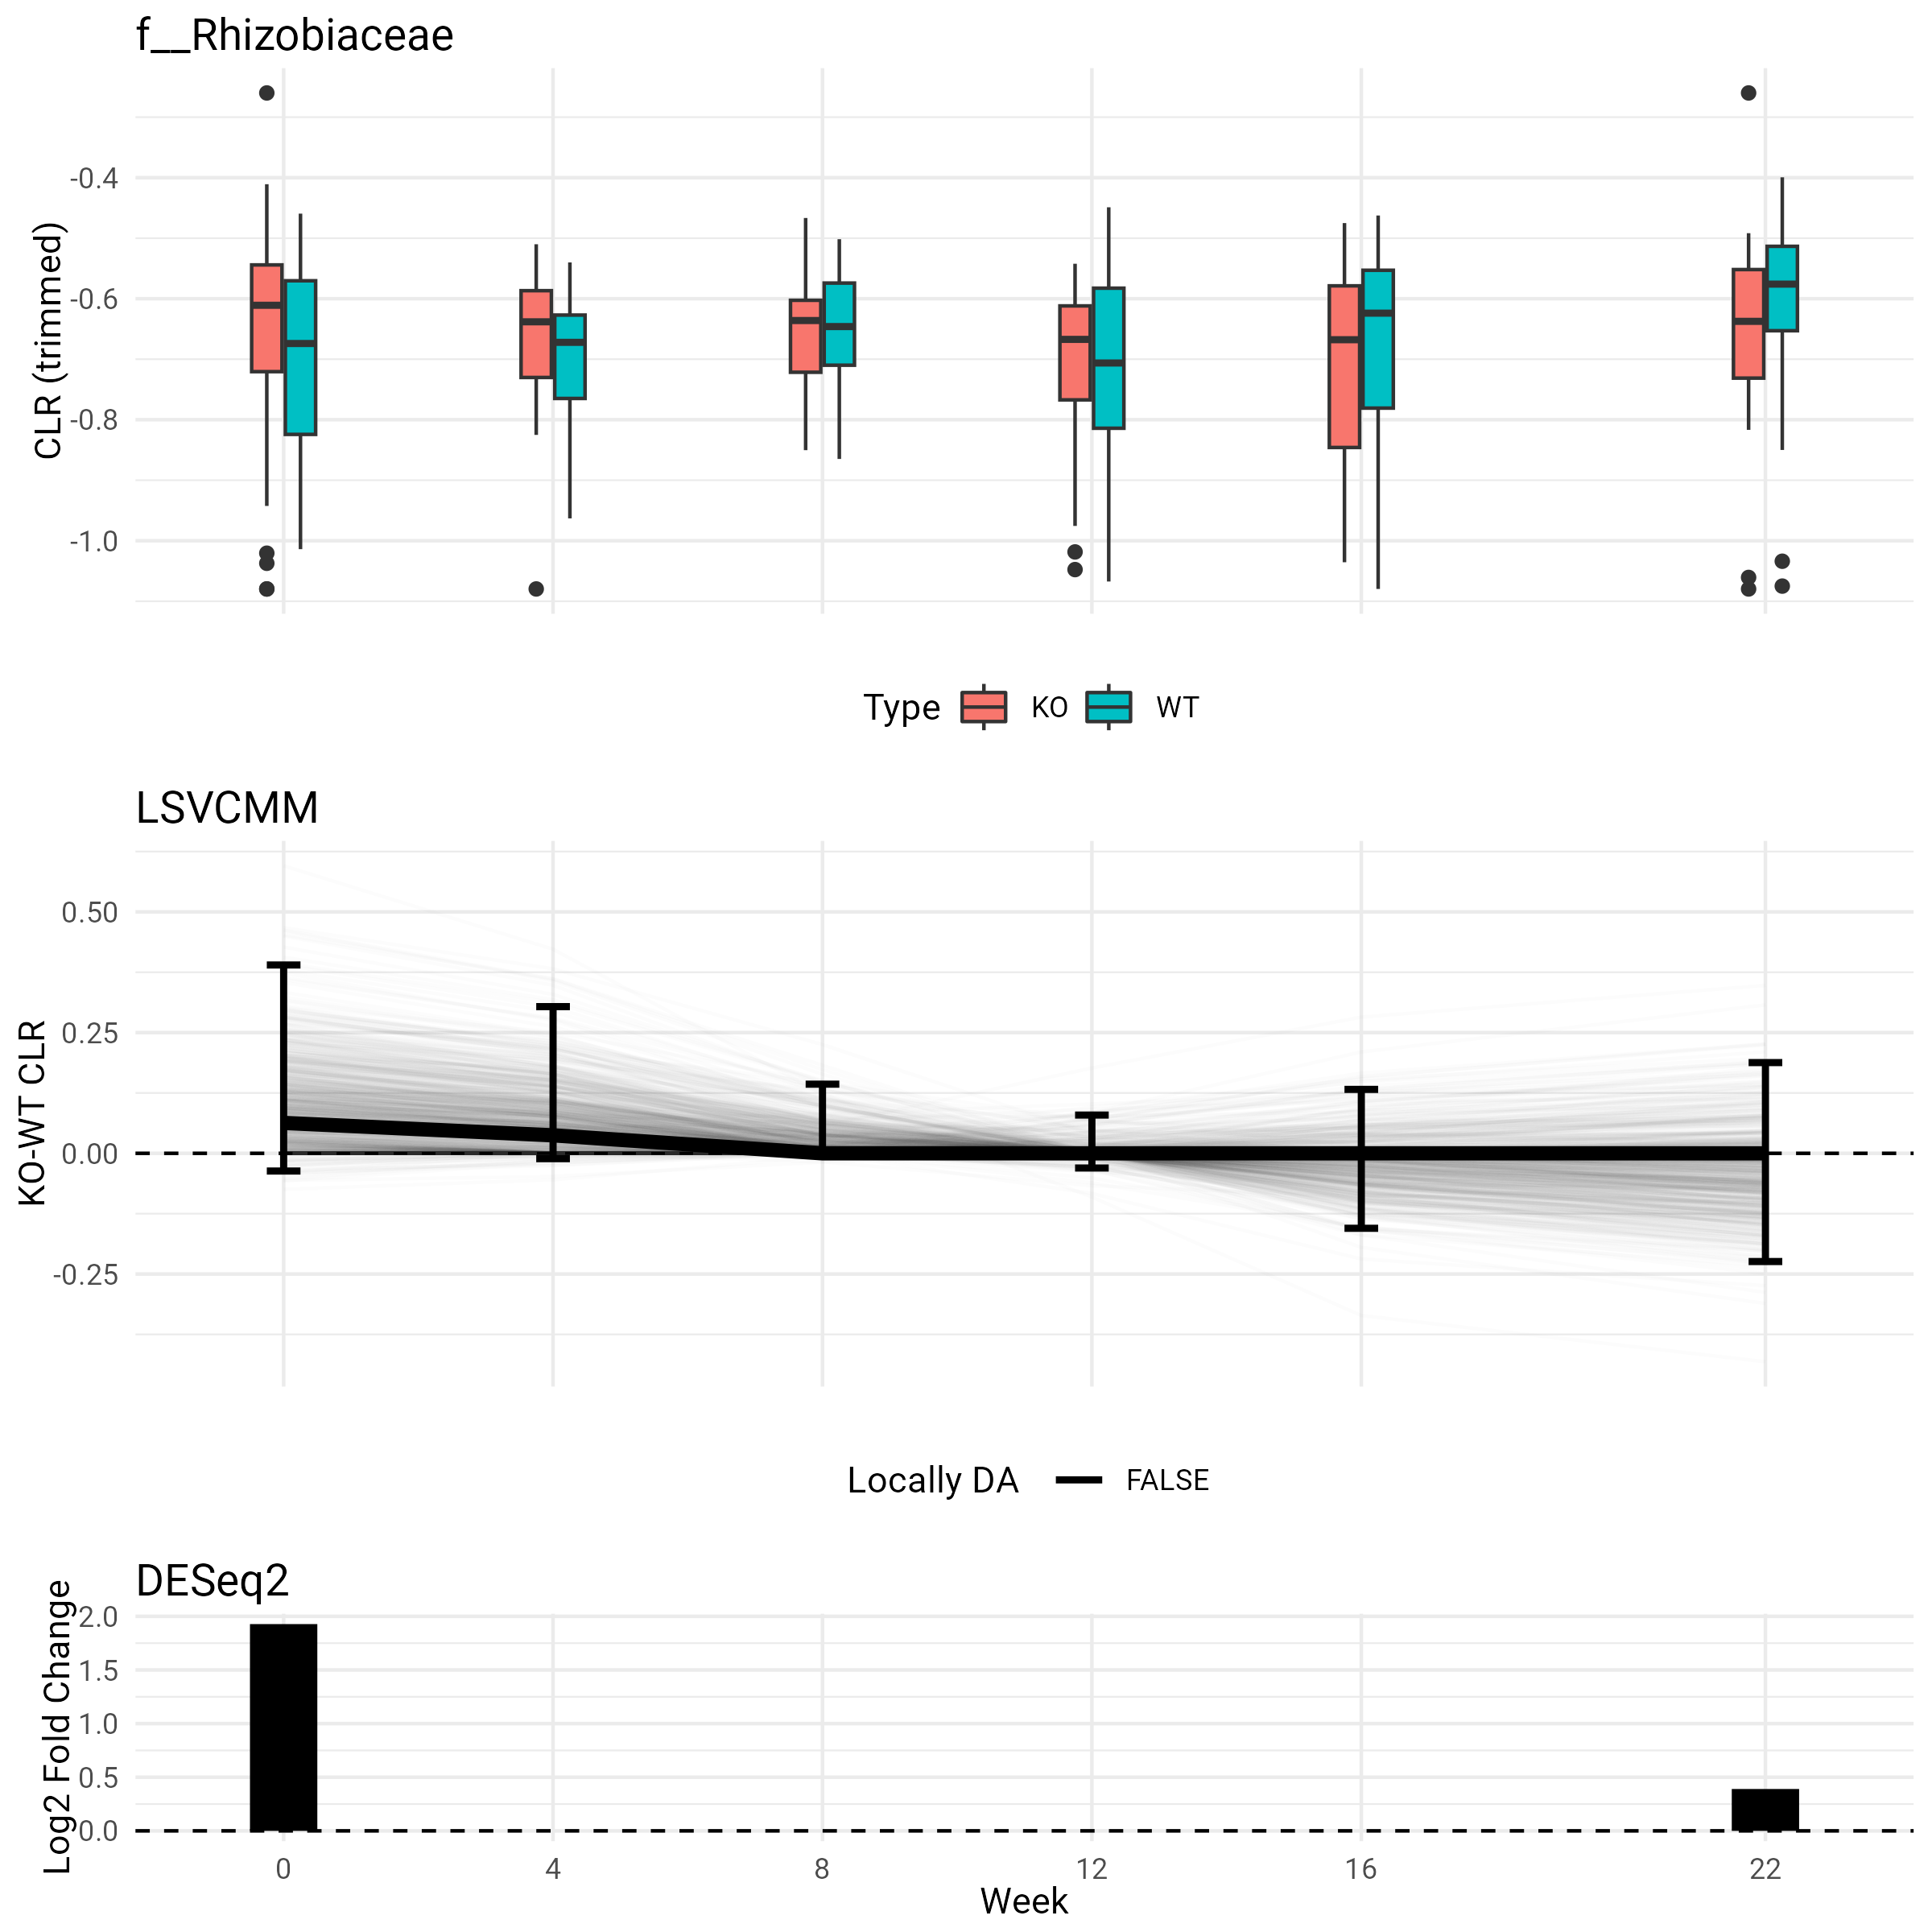 f__Rhizobiaceae
CLR (trimmed)
-0.4
-0.6
-0.8
-1.0
Type KO WT
LSVCMM
KO-WT CLR
0.50
0.25
0.00
-0.25
Locally DA FALSE
DESeq2
Log2 Fold Change
2.0
1.5
1.0
0.5
0.0
0 4 8 12 16 22
Week